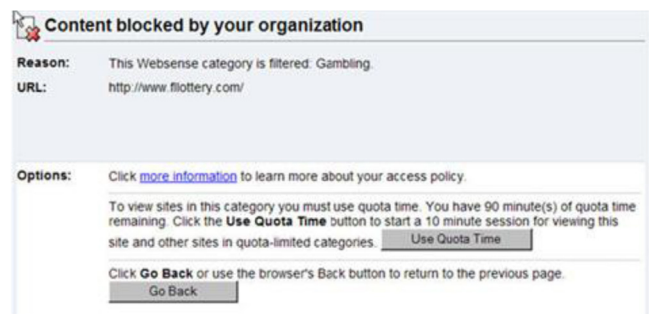 Content blocked by your organization
Reason: This Websense category is filtered: Gambling.
URL: http://www.fllottery.com/
Options: Click more information to learn more about your access policy.
To view sites in this category you must use quota time. You have 90 minute(s) of quota time
remaining. Click the Use Quota Time button to start a 10 minute session for viewing this
site and other sites in quota-limited categories. Use Quota Time
Click Go Back or use the browser's Back button to return to the previous page.
Go Back